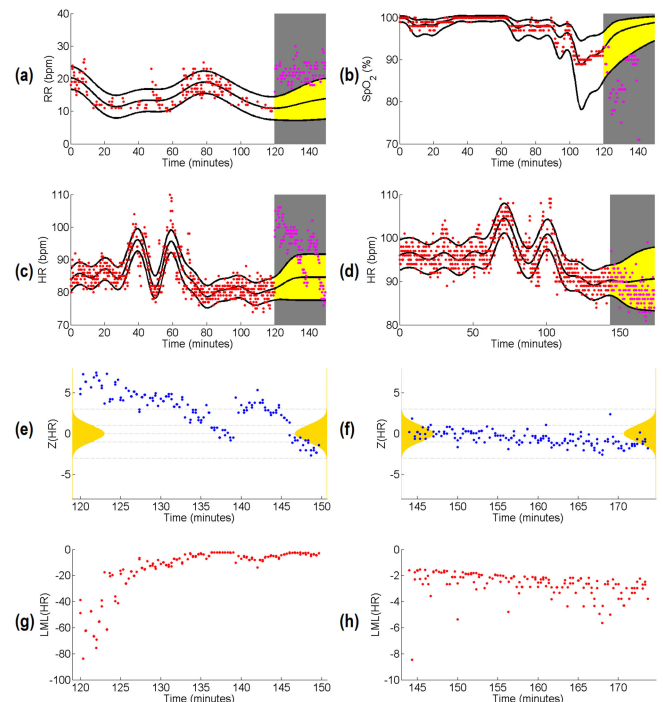 (a)
RR (bpm)
40
30
20
10
0
0 20 40 60 80 100 120 140
Time (minutes)
(b)
SpO2 (%)
100
90
80
70
0 20 40 60 80 100 120 140
Time (minutes)
(c)
HR (bpm)
110
100
90
80
70
0 20 40 60 80 100 120 140
Time (minutes)
(d)
HR (bpm)
110
100
90
80
0 50 100 150
Time (minutes)
(e)
Z(HR)
5
0
-5
120 125 130 135 140 145 150
Time (minutes)
(f)
Z(HR)
5
0
-5
145 150 155 160 165 170
Time (minutes)
(g)
LML(HR)
0
-20
-40
-60
-80
-100
120 125 130 135 140 145 150
Time (minutes)
(h)
LML(HR)
0
-2
-4
-6
-8
-10
145 150 155 160 165 170
Time (minutes)